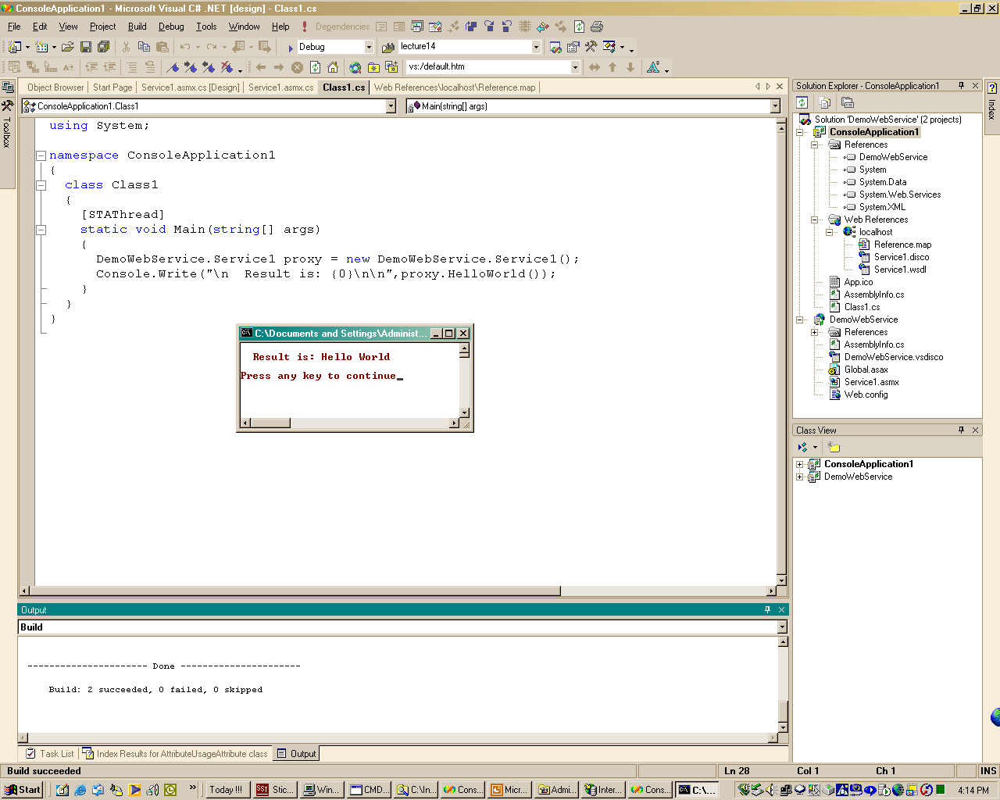 ConsoleApplication1 - Microsoft Visual C# .NET [design] - Class1.cs
File Edit View Project Build Debug Tools Window Help Dependencies
Debug lecture14
vs:/default.htm
Object Browser Start Page Service1.asmx.cs [Design] Service1.asmx.cs Class1.cs Web References\localhost\Reference.map
ConsoleApplication1.Class1 Main(string[] args)
Toolbox
using System;
namespace ConsoleApplication1
{
class Class1
{
[STAThread]
static void Main(string[] args)
{
DemoWebService.Service1 proxy = new DemoWebService.Service1();
Console.Write("\n  Result is: {0}\n\n",proxy.HelloWorld());
}
}
}
C:\Documents and Settings\Administ...
Result is: Hello World
Press any key to continue_
Solution Explorer - ConsoleApplication1
Index
Solution 'DemoWebService' (2 projects)
ConsoleApplication1
References
DemoWebService
System
System.Data
System.Web.Services
System.XML
Web References
localhost
Reference.map
Service1.disco
Service1.wsdl
App.ico
AssemblyInfo.cs
Class1.cs
DemoWebService
References
AssemblyInfo.cs
DemoWebService.vsdisco
Global.asax
Service1.asmx
Web.config
Class View
ConsoleApplication1
DemoWebService
Output
Build
---------------------- Done ----------------------
Build: 2 succeeded, 0 failed, 0 skipped
Task List Index Results for AttributeUsageAttribute class Output
Build succeeded Ln 28 Col 1 Ch 1 INS
Start Today !!! Stic... Win... CMD... C:\In... Cons... Micr... Admi... Inter... Cons... C:\... 4:14 PM